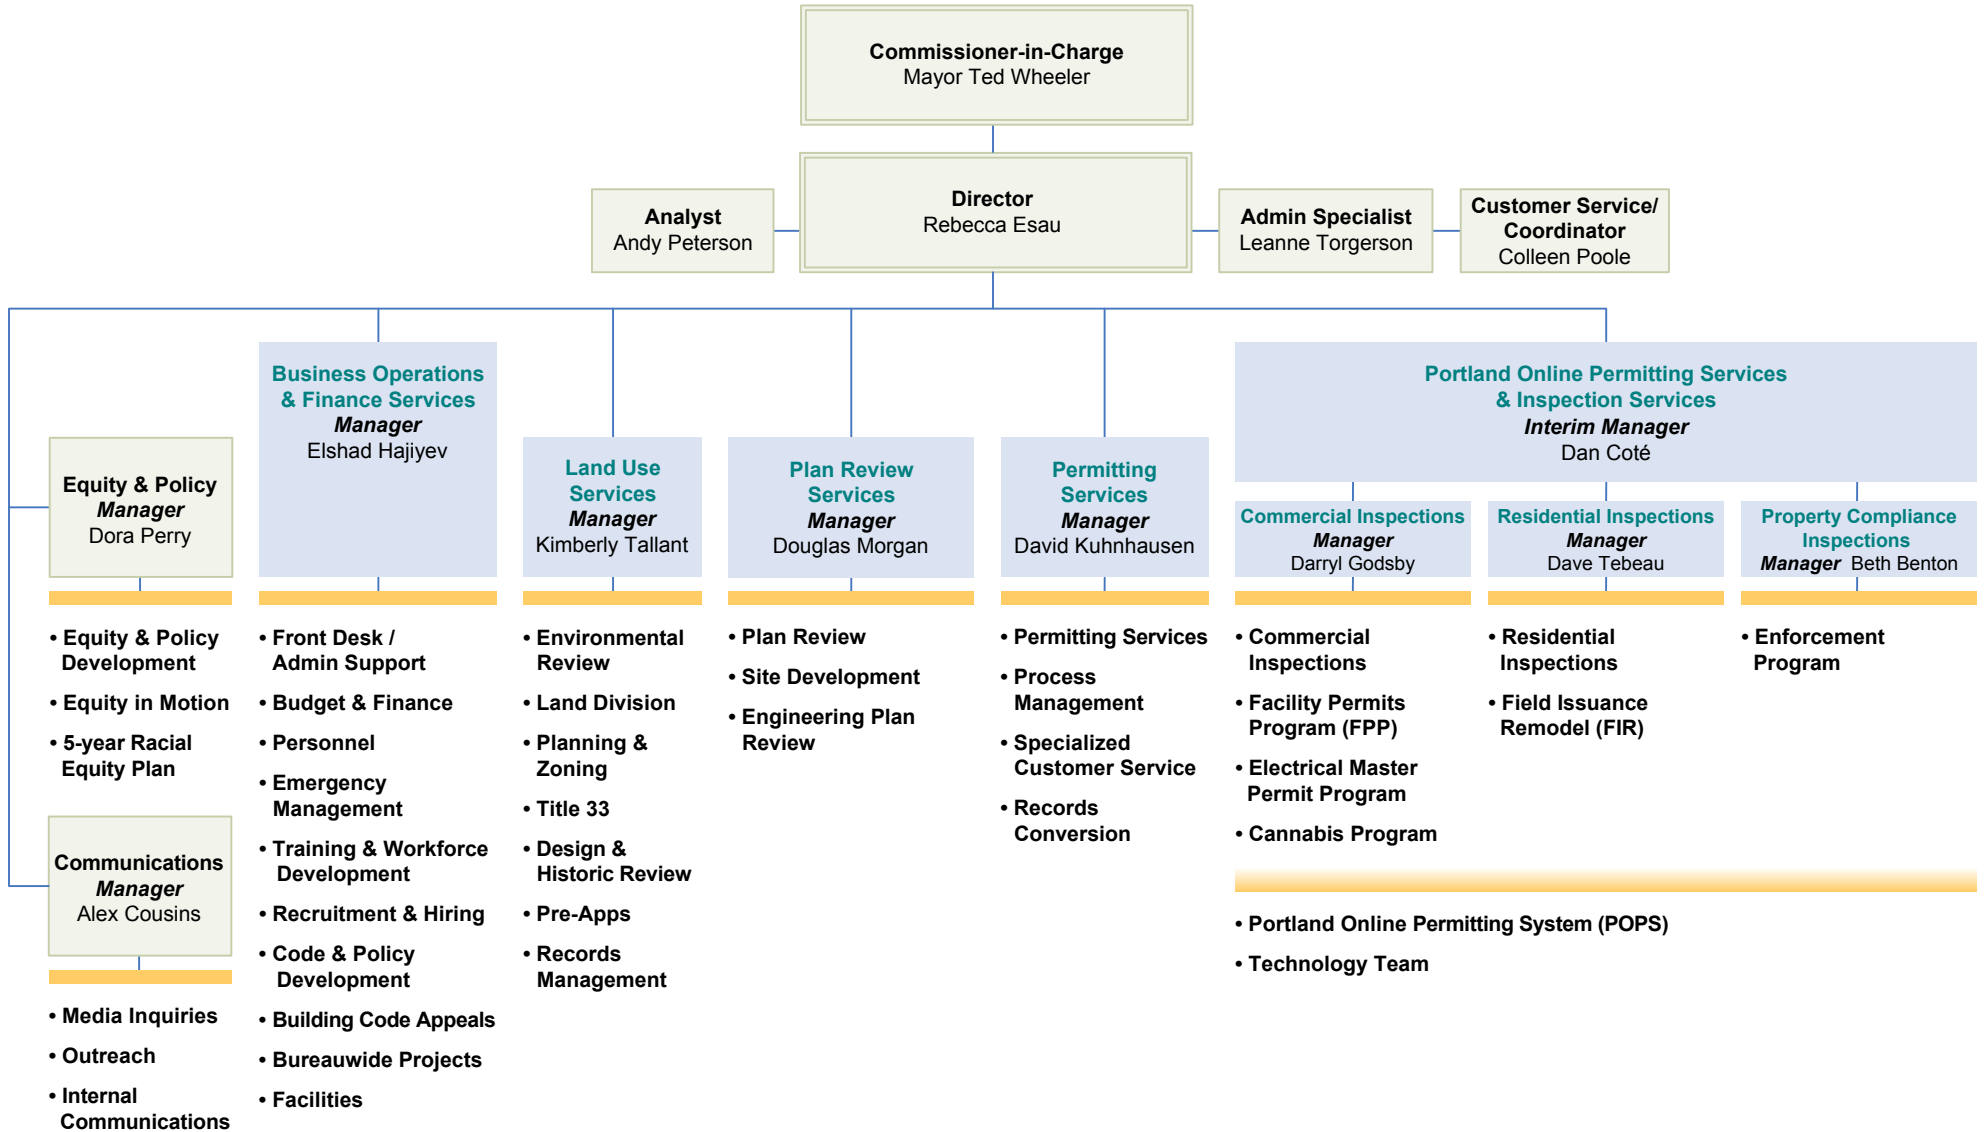 Commissioner-in-Charge
Mayor Ted Wheeler
Director
Rebecca Esau
Analyst
Andy Peterson
Admin Specialist
Leanne Torgerson
Customer Service/
Coordinator
Colleen Poole
Equity & Policy
Manager
Dora Perry
• Equity & Policy
Development
• Equity in Motion
• 5-year Racial
Equity Plan
Communications
Manager
Alex Cousins
• Media Inquiries
• Outreach
• Internal
Communications
Business Operations
& Finance Services
Manager
Elshad Hajiyev
• Front Desk /
Admin Support
• Budget & Finance
• Personnel
• Emergency
Management
• Training & Workforce
Development
• Recruitment & Hiring
• Code & Policy
Development
• Building Code Appeals
• Bureauwide Projects
• Facilities
Land Use
Services
Manager
Kimberly Tallant
• Environmental
Review
• Land Division
• Planning &
Zoning
• Title 33
• Design &
Historic Review
• Pre-Apps
• Records
Management
Plan Review
Services
Manager
Douglas Morgan
• Plan Review
• Site Development
• Engineering Plan
Review
Permitting
Services
Manager
David Kuhnhausen
• Permitting Services
• Process
Management
• Specialized
Customer Service
• Records
Conversion
Portland Online Permitting Services
& Inspection Services
Interim Manager
Dan Coté
Commercial Inspections
Manager
Darryl Godsby
• Commercial
Inspections
• Facility Permits
Program (FPP)
• Electrical Master
Permit Program
• Cannabis Program
Residential Inspections
Manager
Dave Tebeau
• Residential
Inspections
• Field Issuance
Remodel (FIR)
Property Compliance
Inspections
Manager Beth Benton
• Enforcement
Program
• Portland Online Permitting System (POPS)
• Technology Team